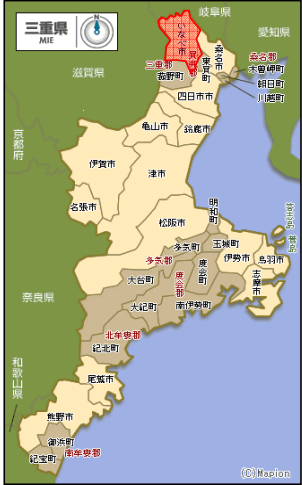 三重県
MIE
岐阜県
愛知県
滋賀県
京都府
奈良県
和歌山県
いなべ市
員弁郡
東員町
桑名市
桑名郡
木曽岬町
朝日町
川越町
三重郡
菰野町
四日市市
亀山市
鈴鹿市
伊賀市
津市
名張市
松阪市
明和町
多気町
玉城町
多気郡
度会町
伊勢市
鳥羽市
大台町
度会郡
志摩市
大紀町
南伊勢町
北牟婁郡
紀北町
尾鷲市
熊野市
御浜町
南牟婁郡
紀宝町
(C)Mapion